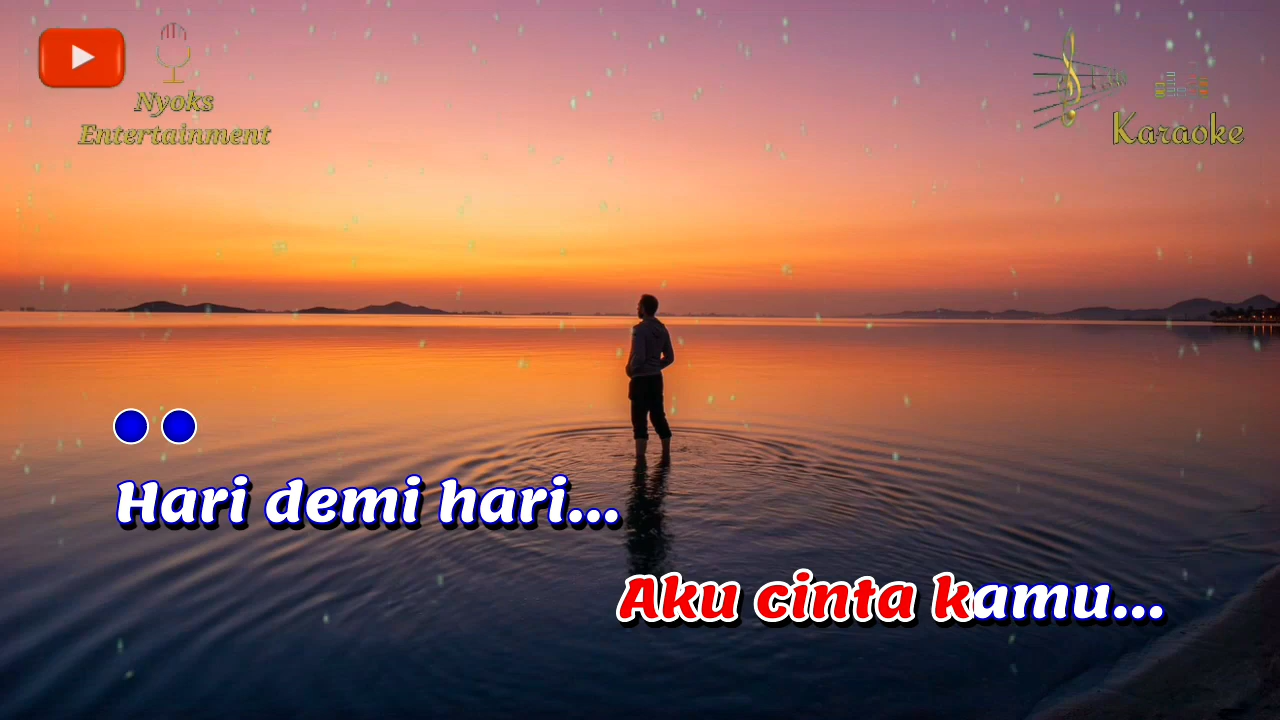 Nyoks
Entertainment
Karaoke
Hari demi hari...
Aku cinta kamu...